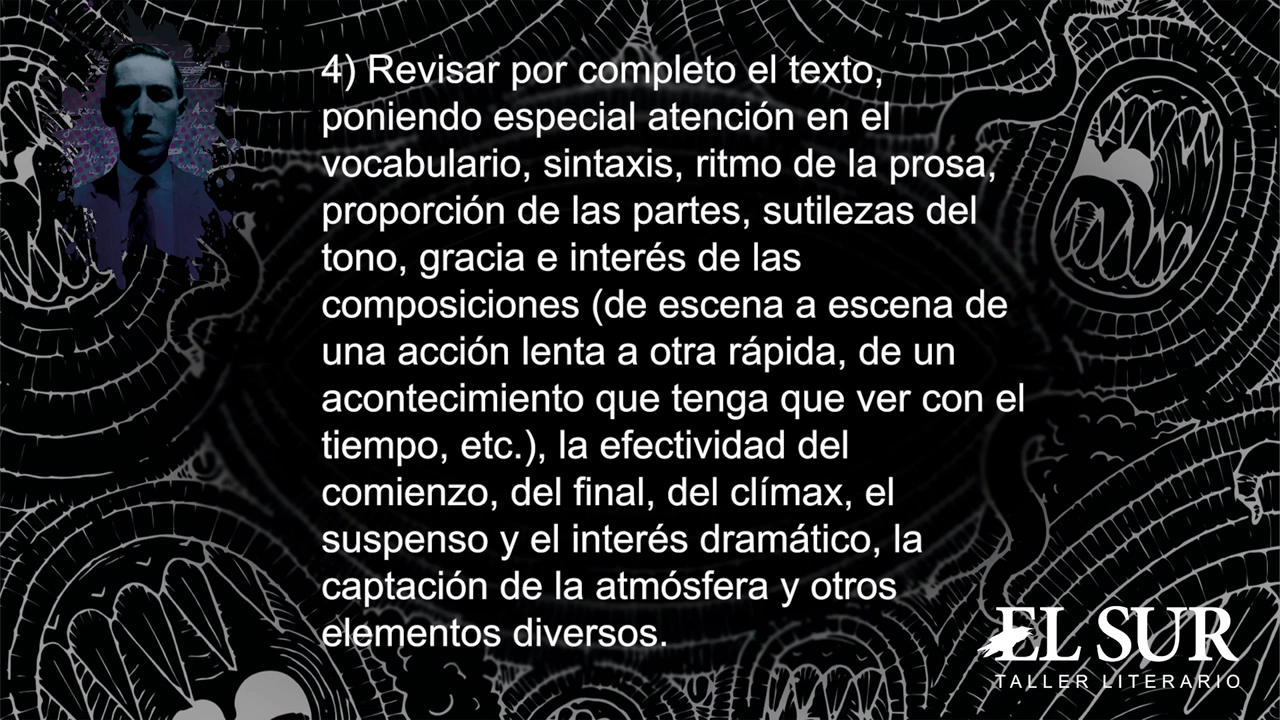 4) Revisar por completo el texto,
poniendo especial atención en el
vocabulario, sintaxis, ritmo de la prosa,
proporción de las partes, sutilezas del
tono, gracia e interés de las
composiciones (de escena a escena de
una acción lenta a otra rápida, de un
acontecimiento que tenga que ver con el
tiempo, etc.), la efectividad del
comienzo, del final, del clímax, el
suspenso y el interés dramático, la
captación de la atmósfera y otros
elementos diversos.
EL SUR
TALLER LITERARIO